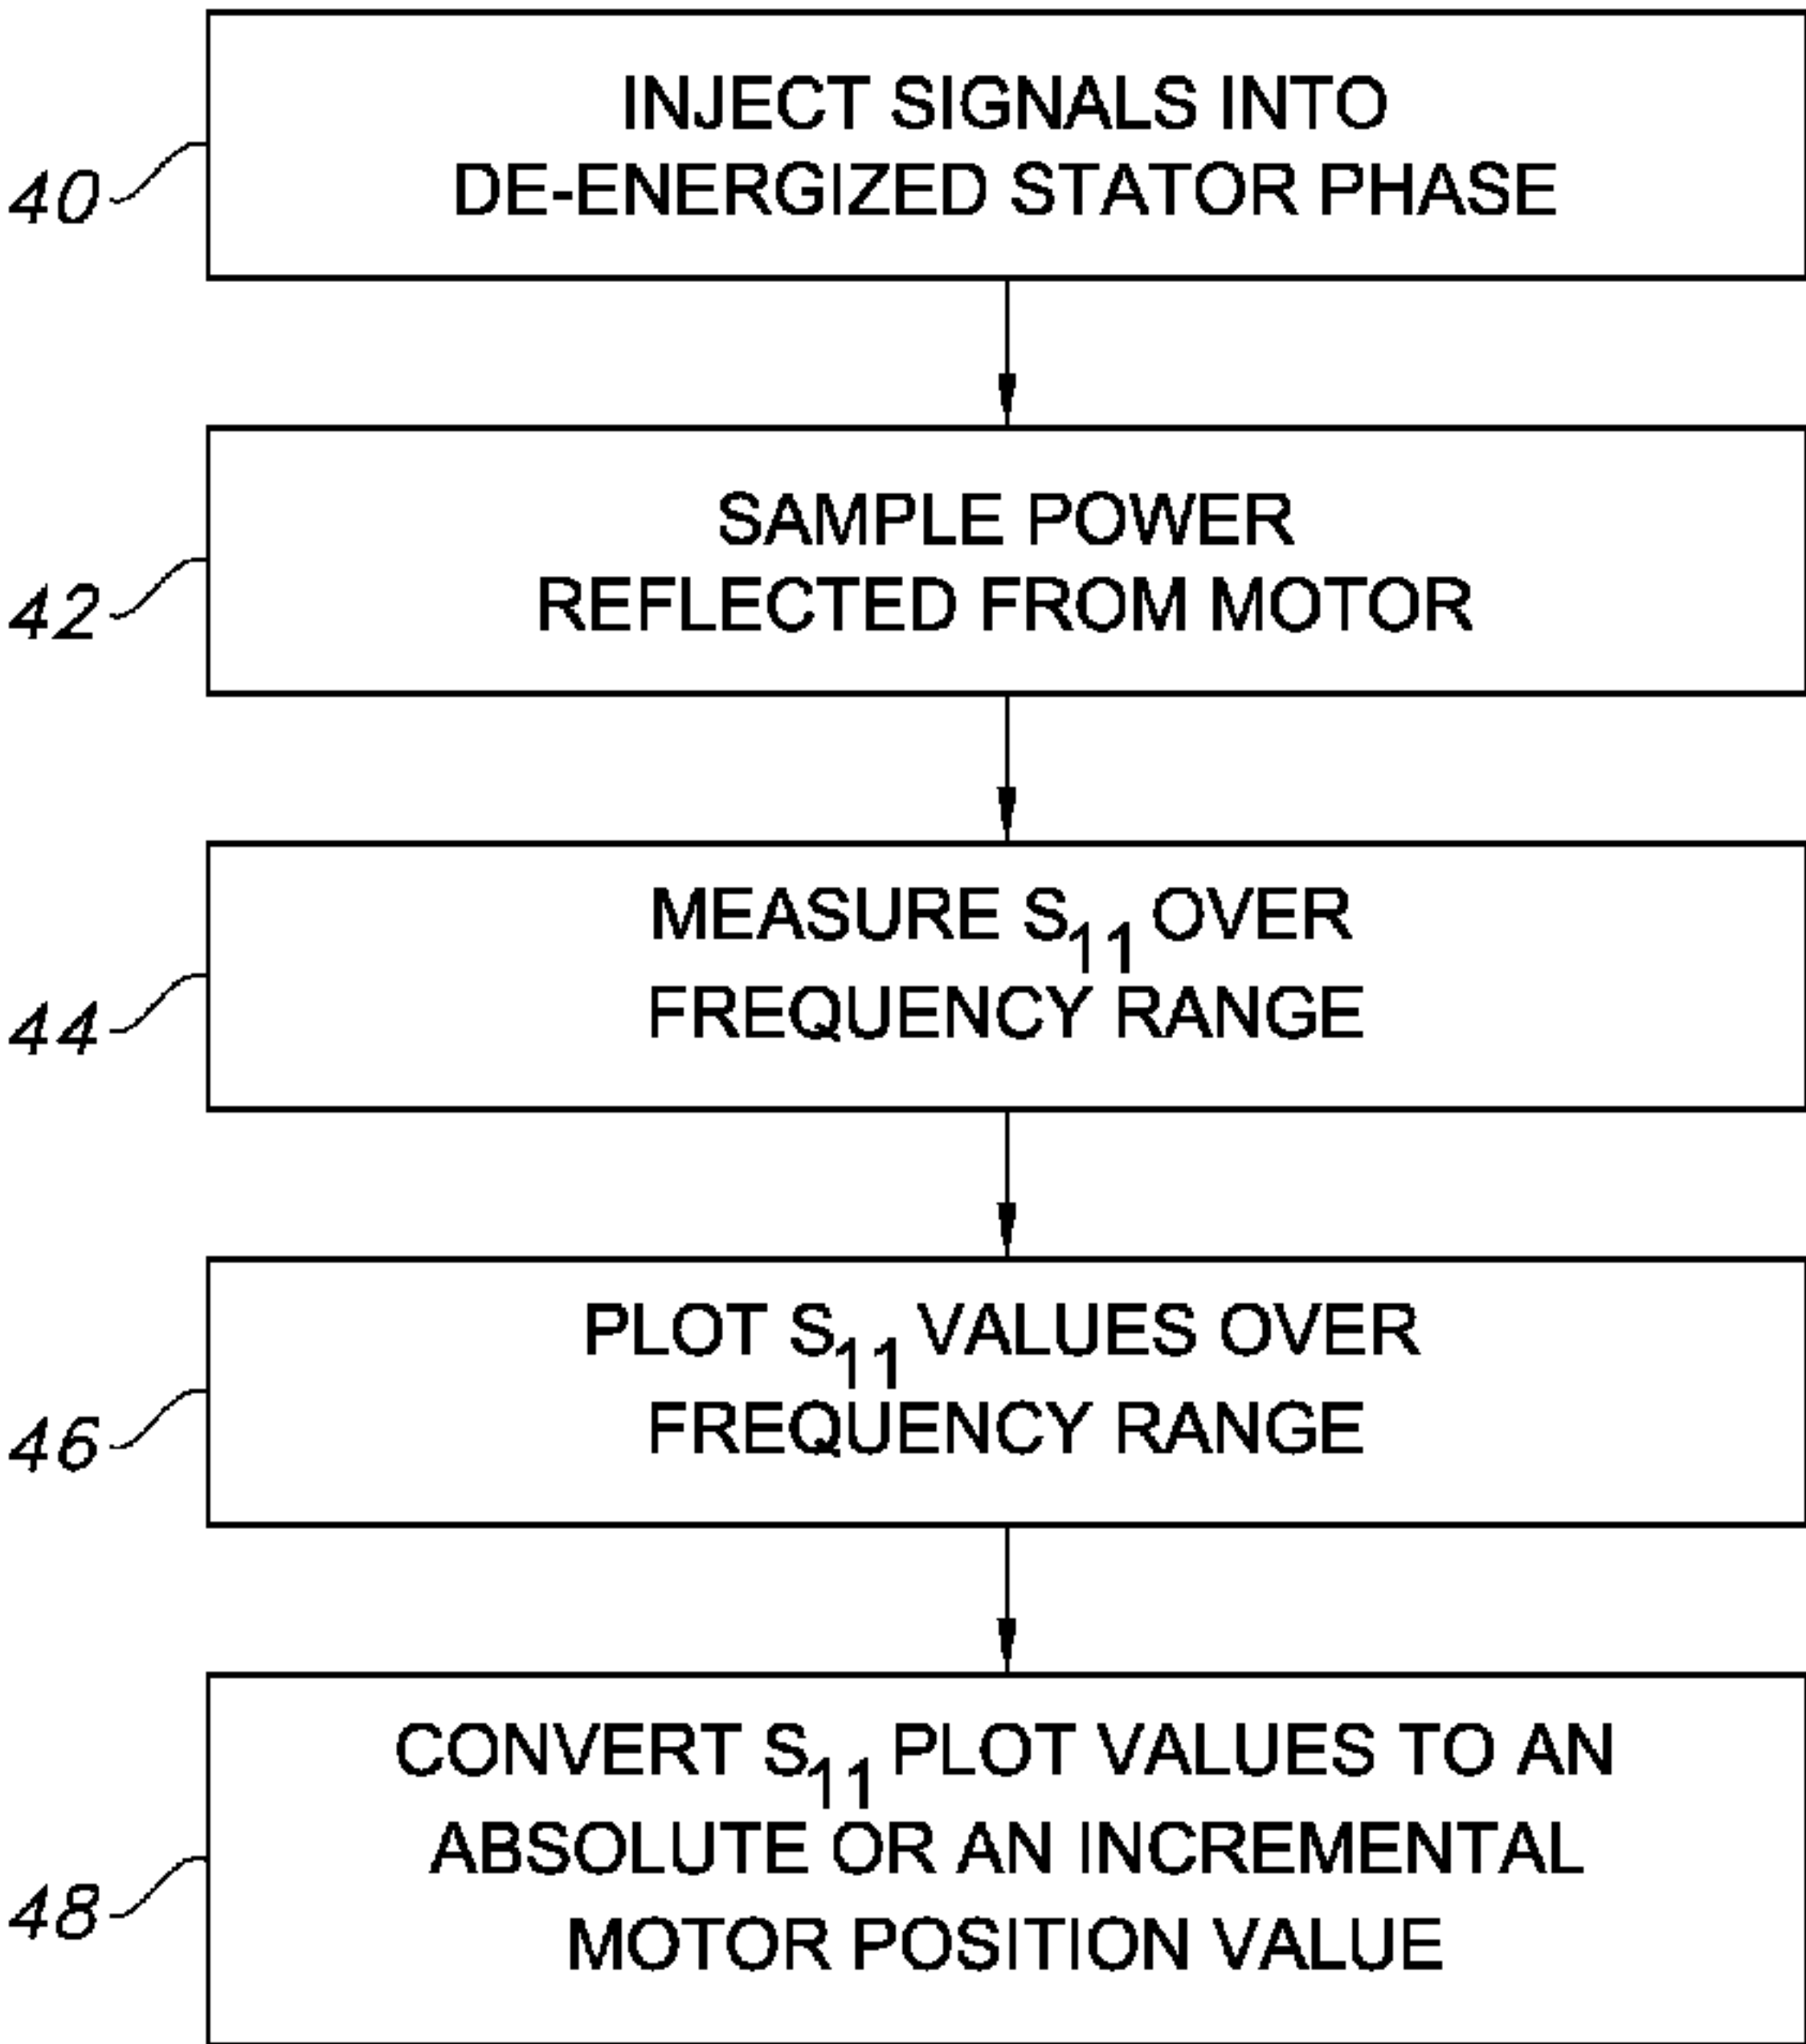 INJECT SIGNALS INTO
DE-ENERGIZED STATOR PHASE
40
SAMPLE POWER
REFLECTED FROM MOTOR
42
MEASURE S11 OVER
FREQUENCY RANGE
44
PLOT S11 VALUES OVER
FREQUENCY RANGE
46
CONVERT S11 PLOT VALUES TO AN
ABSOLUTE OR AN INCREMENTAL
MOTOR POSITION VALUE
48